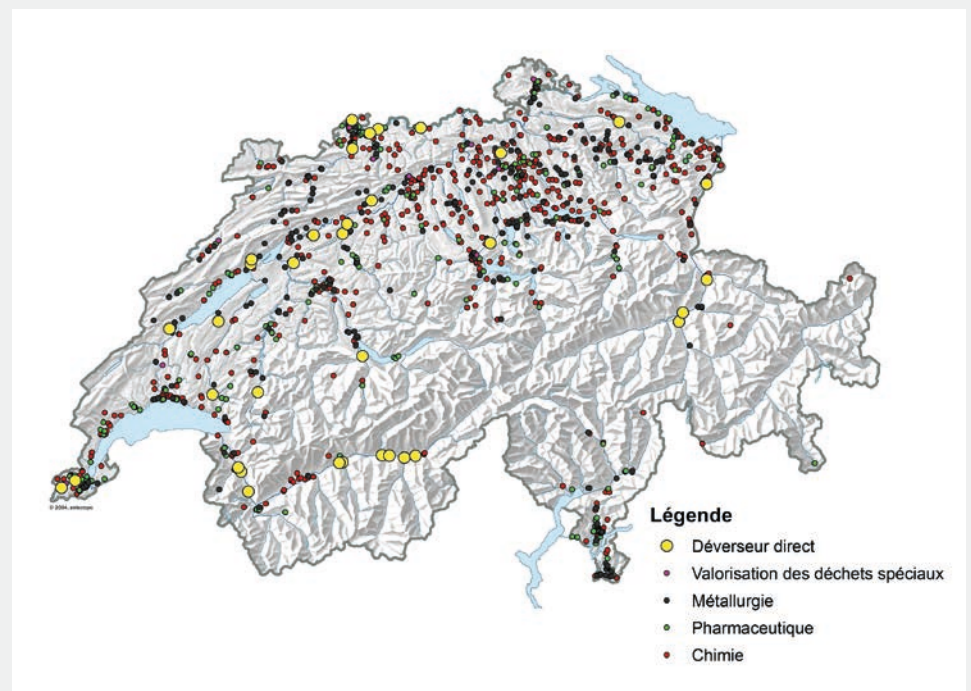 Légende
Déverseur direct
Valorisation des déchets spéciaux
Métallurgie
Pharmaceutique
Chimie